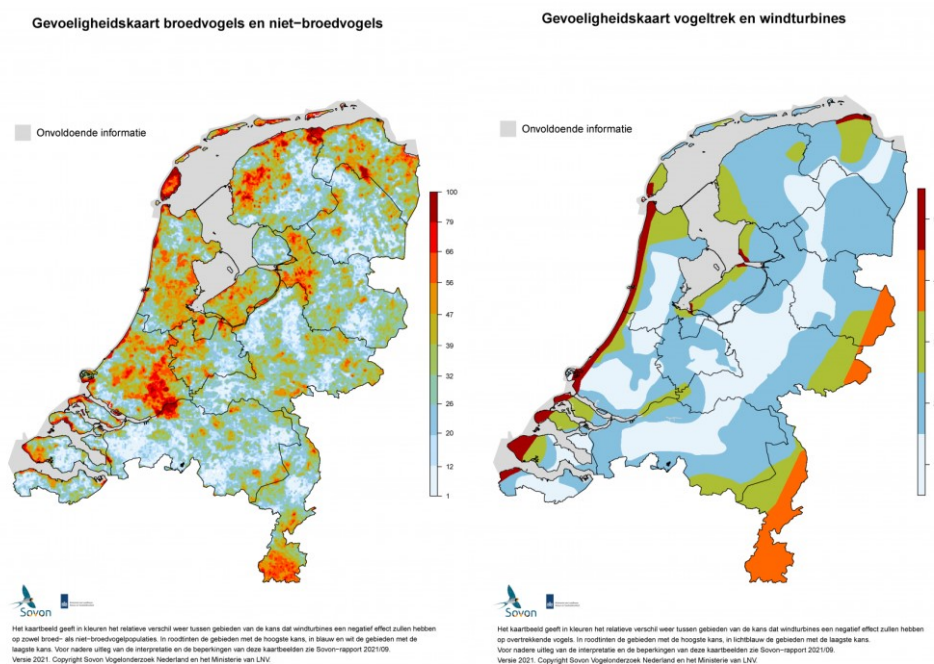 Gevoeligheidskaart broedvogels en niet−broedvogels
Onvoldoende informatie
100
79
66
56
47
39
32
26
20
12
1
Sovon
Het kaartbeeld geeft in kleuren het relatieve verschil weer tussen gebieden van de kans dat windturbines een negatief effect zullen hebben
op zowel broed− als niet−broedvogelpopulaties. In roodtinten de gebieden met de hoogste kans, in blauw en wit de gebieden met de
laagste kans. Voor nadere uitleg van de interpretatie en de beperkingen van deze kaartbeelden zie Sovon−rapport 2021/09.
Versie 2021. Copyright Sovon Vogelonderzoek Nederland en het Ministerie van LNV.
Gevoeligheidskaart vogeltrek en windturbines
Onvoldoende informatie
Sovon
Het kaartbeeld geeft in kleuren het relatieve verschil weer tussen gebieden van de kans dat windturbines een negatief effect zullen hebben
op overtrekkende vogels. In roodtinten de gebieden met de hoogste kans, in lichtblauw de gebieden met de laagste kans.
Voor nadere uitleg van de interpretatie en de beperkingen van deze kaartbeelden zie Sovon−rapport 2021/09.
Versie 2021. Copyright Sovon Vogelonderzoek Nederland en het Ministerie van LNV.